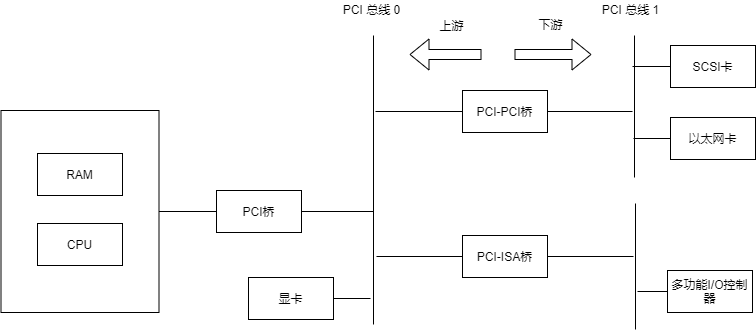 PCI 总线 0
PCI 总线 1
上游
下游
SCSI卡
PCI-PCI桥
以太网卡
RAM
PCI桥
CPU
PCI-ISA桥
显卡
多功能I/O控制
器